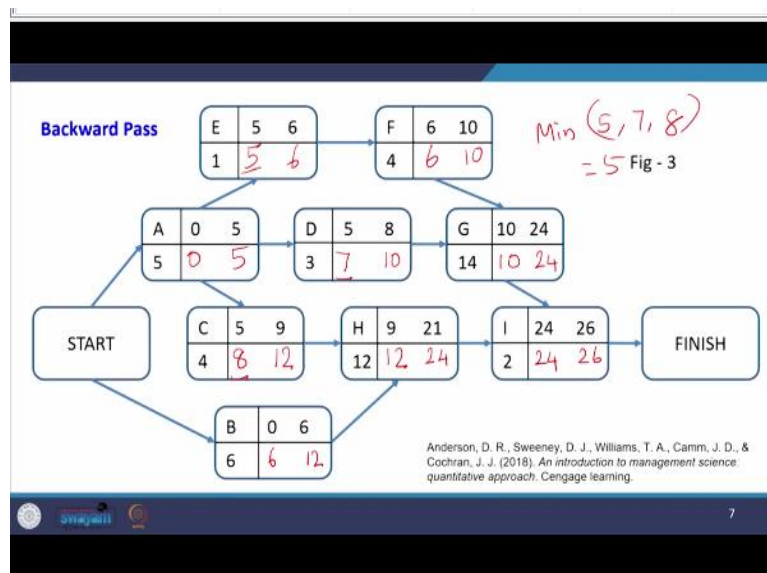 Backward Pass
E 5 6
1 5 6
F 6 10
4 6 10
Min (5, 7, 8)
= 5 Fig - 3
A 0 5
5 0 5
D 5 8
3 7 10
G 10 24
14 10 24
START
C 5 9
4 8 12
H 9 21
12 12 24
I 24 26
2 24 26
FINISH
B 0 6
6 6 12
Anderson, D. R., Sweeney, D. J., Williams, T. A., Camm, J. D., &
Cochran, J. J. (2018). An introduction to management science:
quantitative approach. Cengage learning.
swayam 7